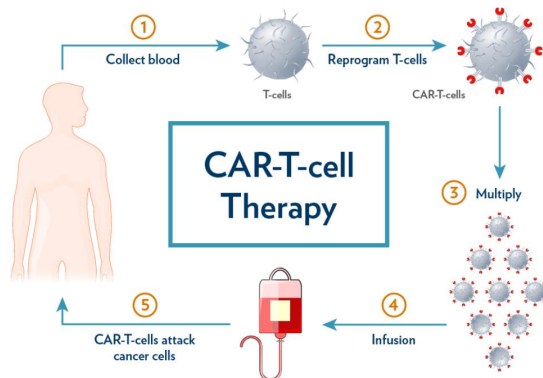 1
Collect blood
T-cells
2
Reprogram T-cells
CAR-T-cells
CAR-T-cell
Therapy
3
Multiply
4
Infusion
5
CAR-T-cells attack
cancer cells